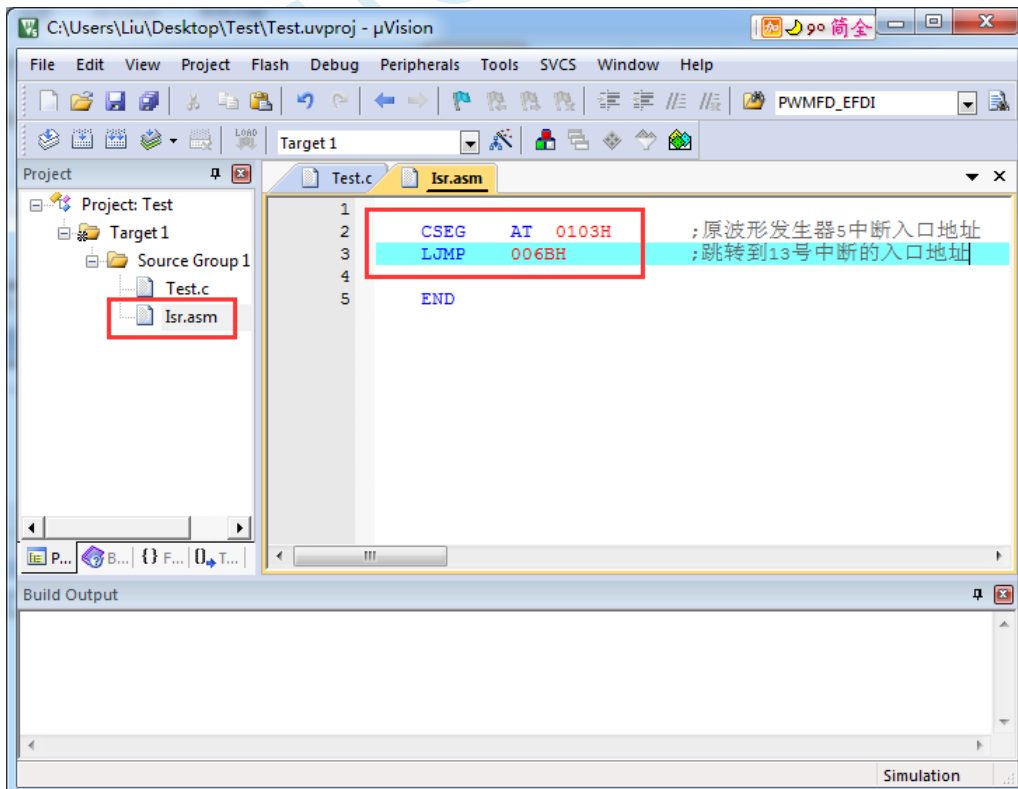 C:\Users\Liu\Desktop\Test\Test.uvproj - µVision
简全
File Edit View Project Flash Debug Peripherals Tools SVCS Window Help
PWMFD_EFDI
LOAD Target 1
Project
Test.c Isr.asm
Project: Test
Target 1
Source Group 1
Test.c
Isr.asm
1
2 CSEG AT 0103H ;原波形发生器5中断入口地址
3 LJMP 006BH ;跳转到13号中断的入口地址
4
5 END
P... B... {} F... 0 T...
Build Output
Simulation